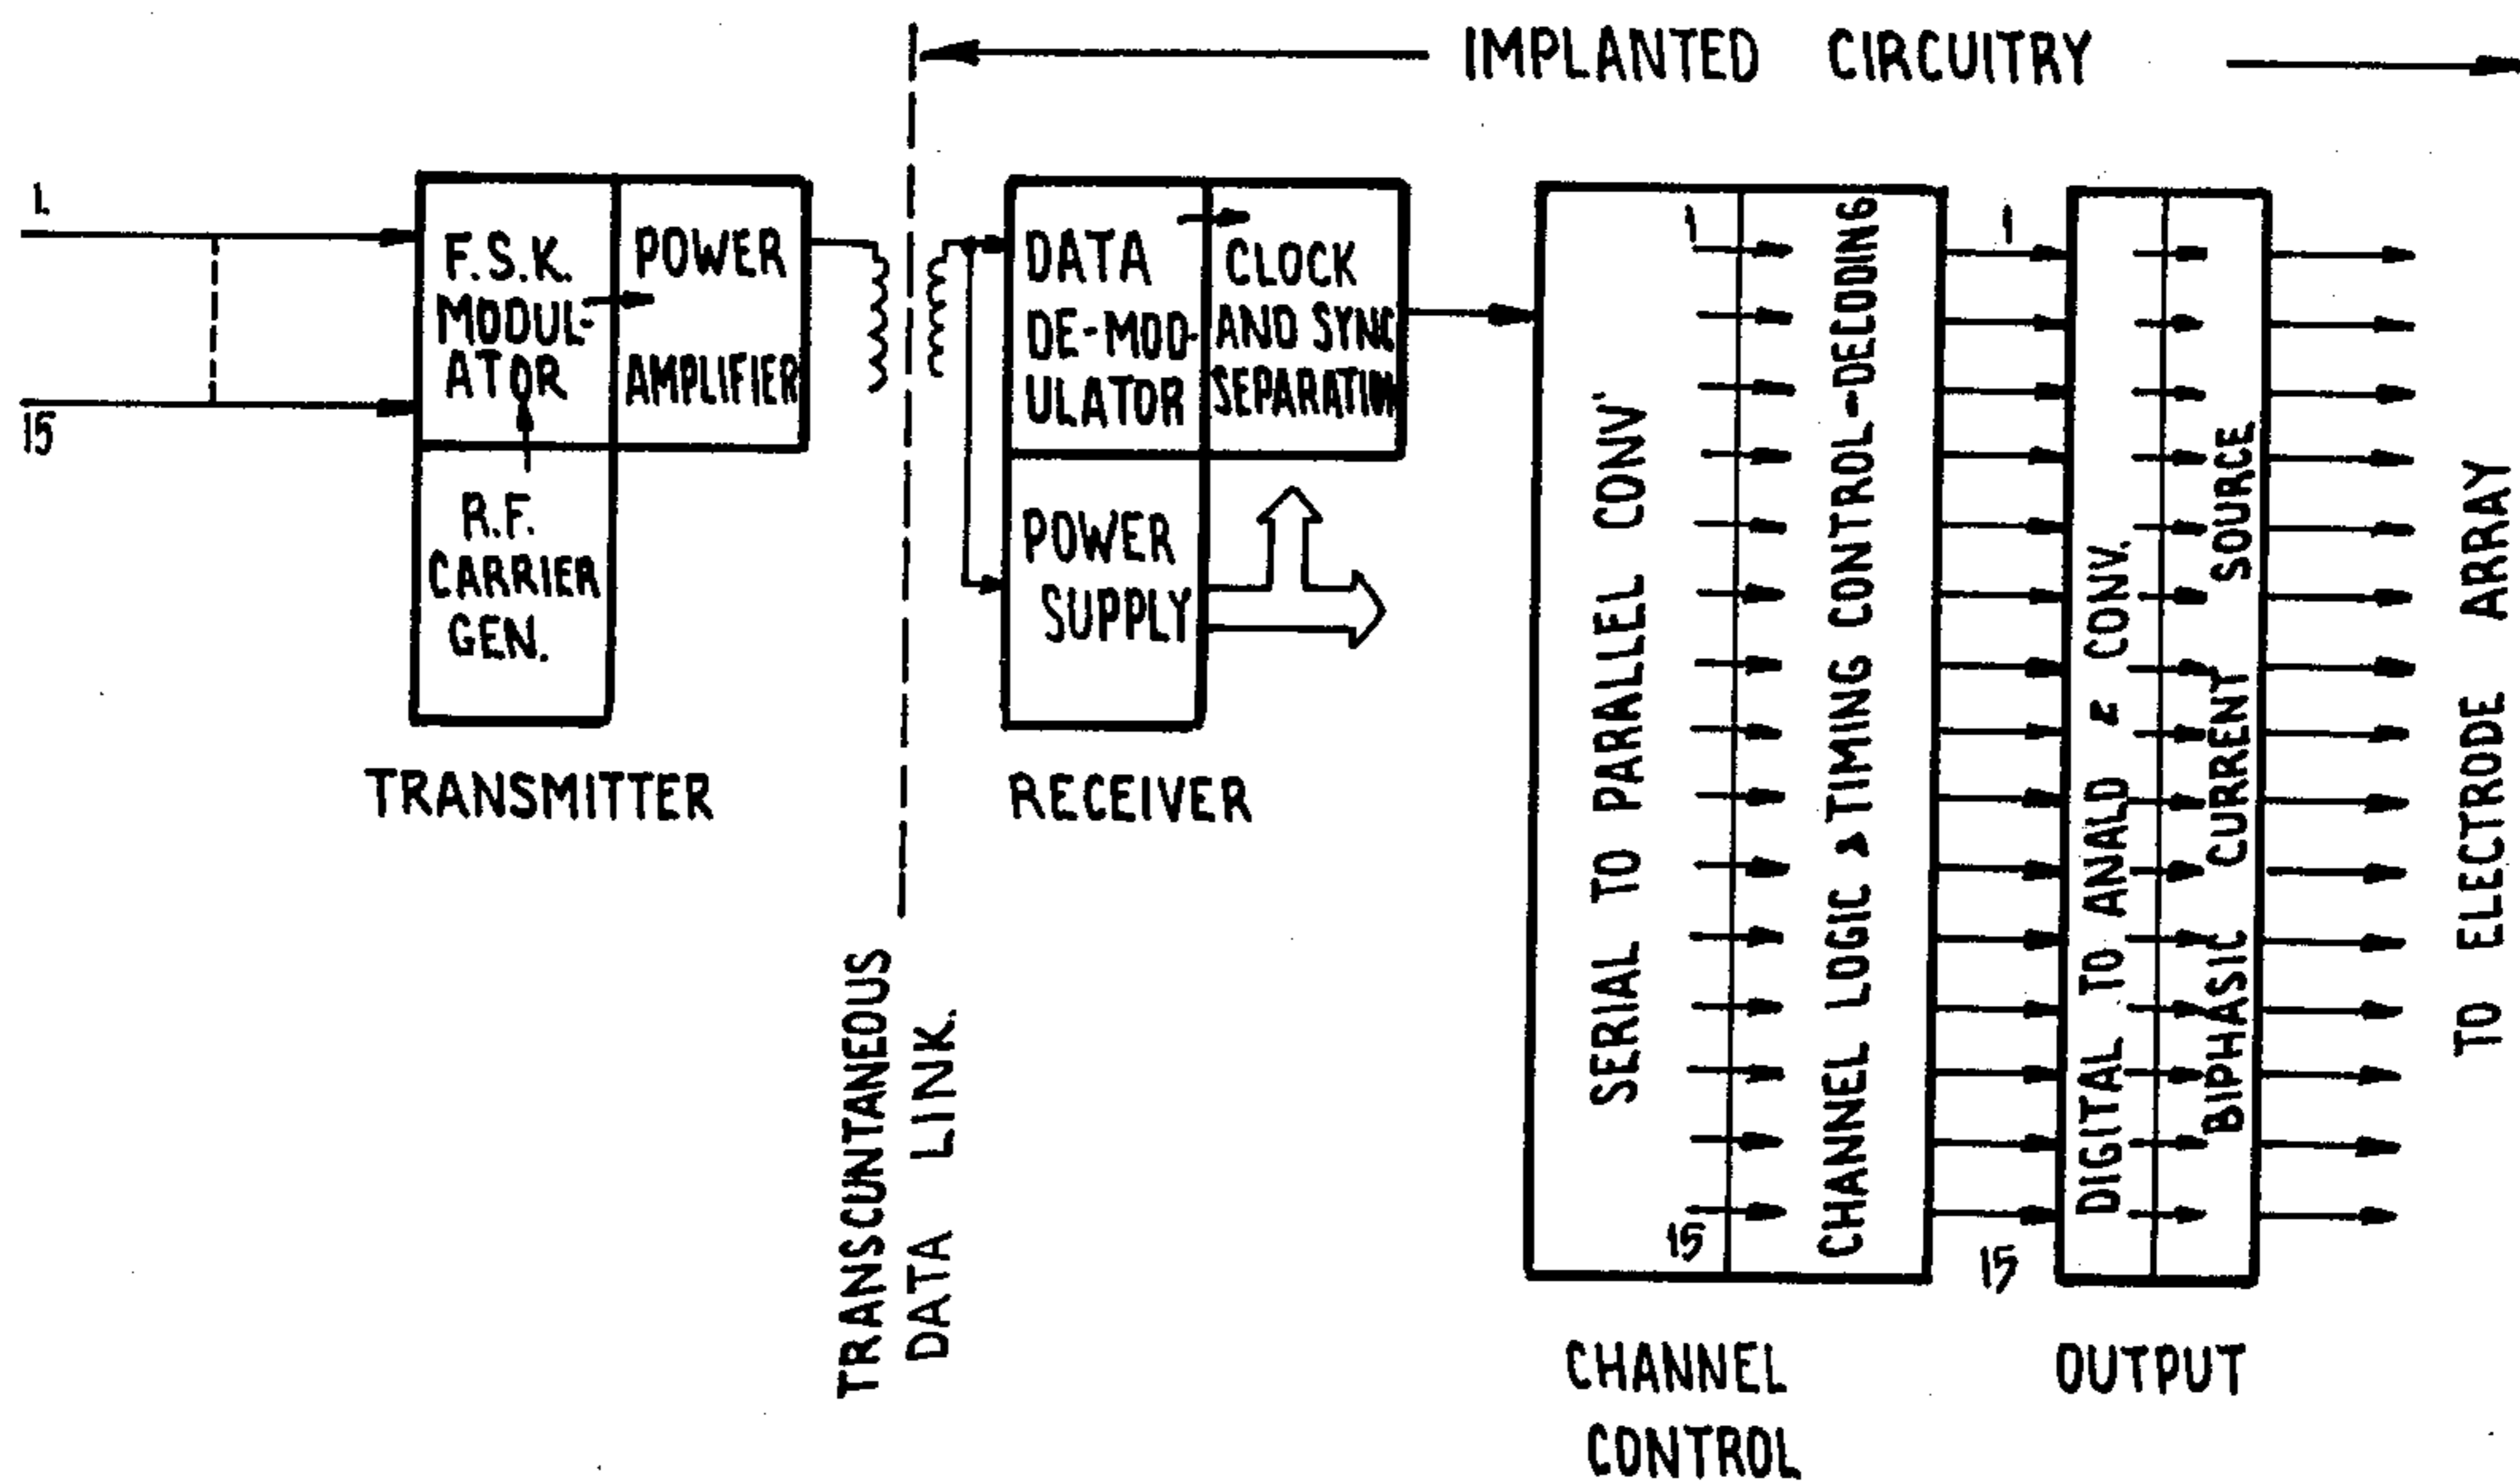 IMPLANTED CIRCUITRY
1.
15
F.S.K.
MODUL-
ATOR
POWER
AMPLIFIER
R.F.
CARRIER
GEN.
TRANSMITTER
TRANSCUNTANEOUS
DATA LINK.
DATA
DE-MOD-
ULATOR
CLOCK
AND SYNC
SEPARATION
POWER
SUPPLY
RECEIVER
1
SERIAL TO PARALLEL CONV
15
CHANNEL LOGIC & TIMING CONTROL-DECODING
CHANNEL
CONTROL
1
15
DIGITAL TO ANALO & CONV.
BIPHASIC CURRENT SOURCE
OUTPUT
TO ELECTRODE ARRAY